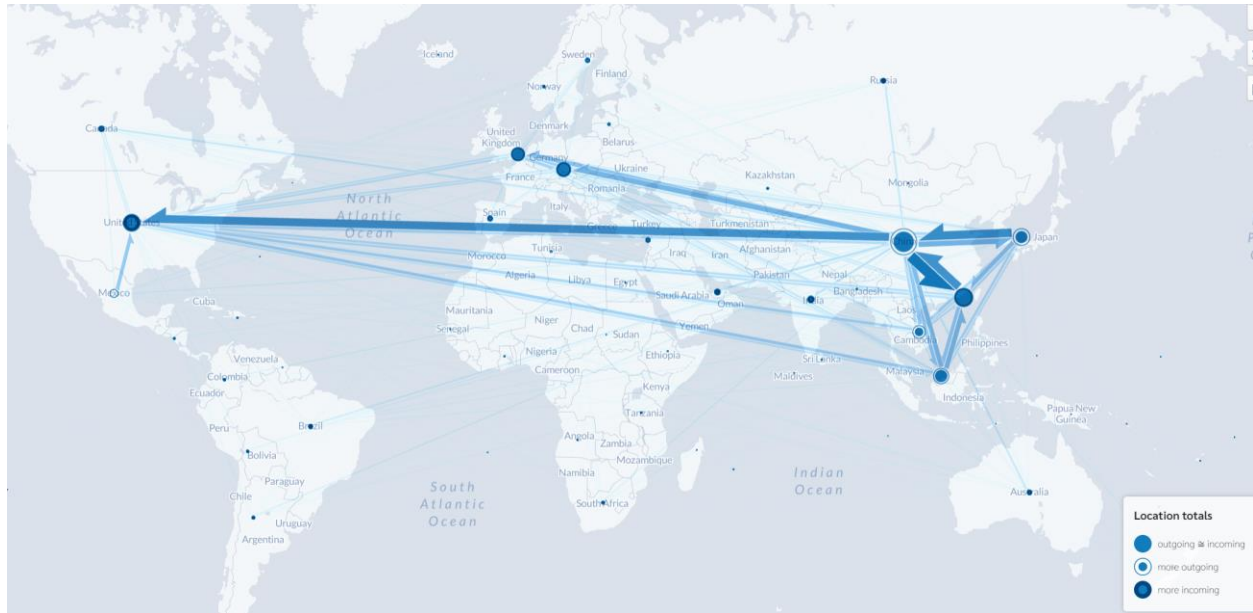 Iceland
Sweden
Finland
Norway
Russia
Canada
United
Kingdom
Denmark
Belarus
Germany
Ukraine
France
Romania
Kazakhstan
Mongolia
North
Atlantic
Ocean
Italy
Spain
Greece
Turkey
Turkmenistan
United States
China
Japan
Tunisia
Morocco
Iraq
Iran
Afghanistan
Algeria
Libya
Egypt
Pakistan
Nepal
Bangladesh
Mexico
Cuba
Saudi Arabia
Oman
India
Laos
Mauritania
Niger
Chad
Sudan
Yemen
Senegal
Cambodia
Philippines
Nigeria
Ethiopia
Sri Lanka
Venezuela
Cameroon
Maldives
Malaysia
Colombia
Kenya
Ecuador
Indonesia
Papua New
Guinea
Tanzania
Peru
Brazil
Angola
Zambia
Bolivia
Mozambique
Namibia
Indian
Ocean
Paraguay
South
Atlantic
Ocean
Chile
South Africa
Australia
Uruguay
Argentina
Location totals
outgoing ≅ incoming
more outgoing
more incoming